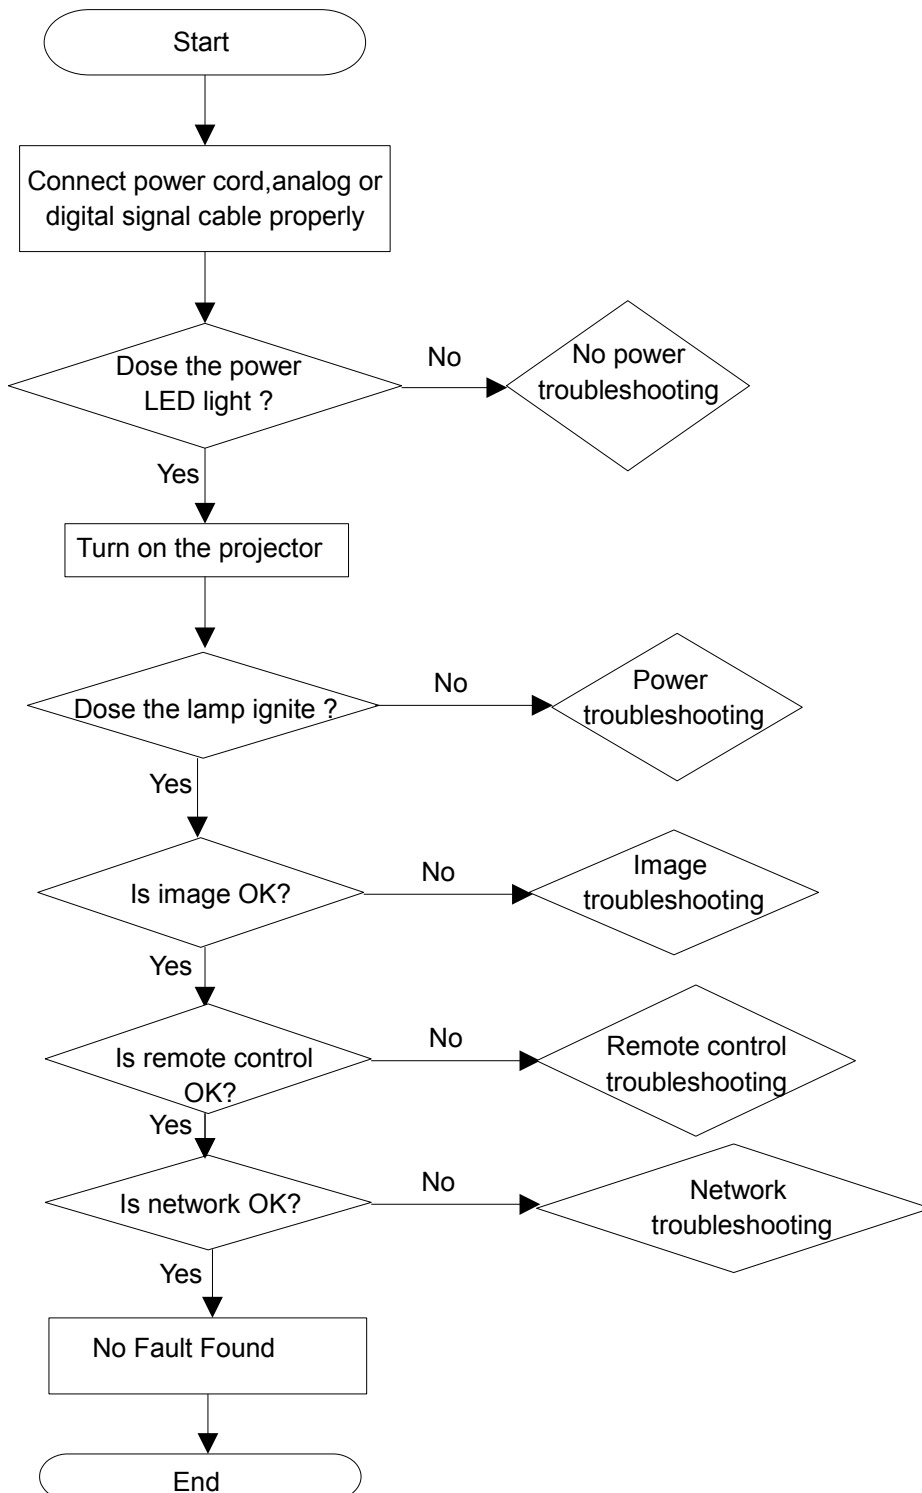 Start
Connect power cord,analog or
digital signal cable properly
Dose the power
LED light ?
No
No power
troubleshooting
Yes
Turn on the projector
Dose the lamp ignite ?
No
Power
troubleshooting
Yes
Is image OK?
No
Image
troubleshooting
Yes
Is remote control
OK?
No
Remote control
troubleshooting
Yes
Is network OK?
No
Network
troubleshooting
Yes
No Fault Found
End